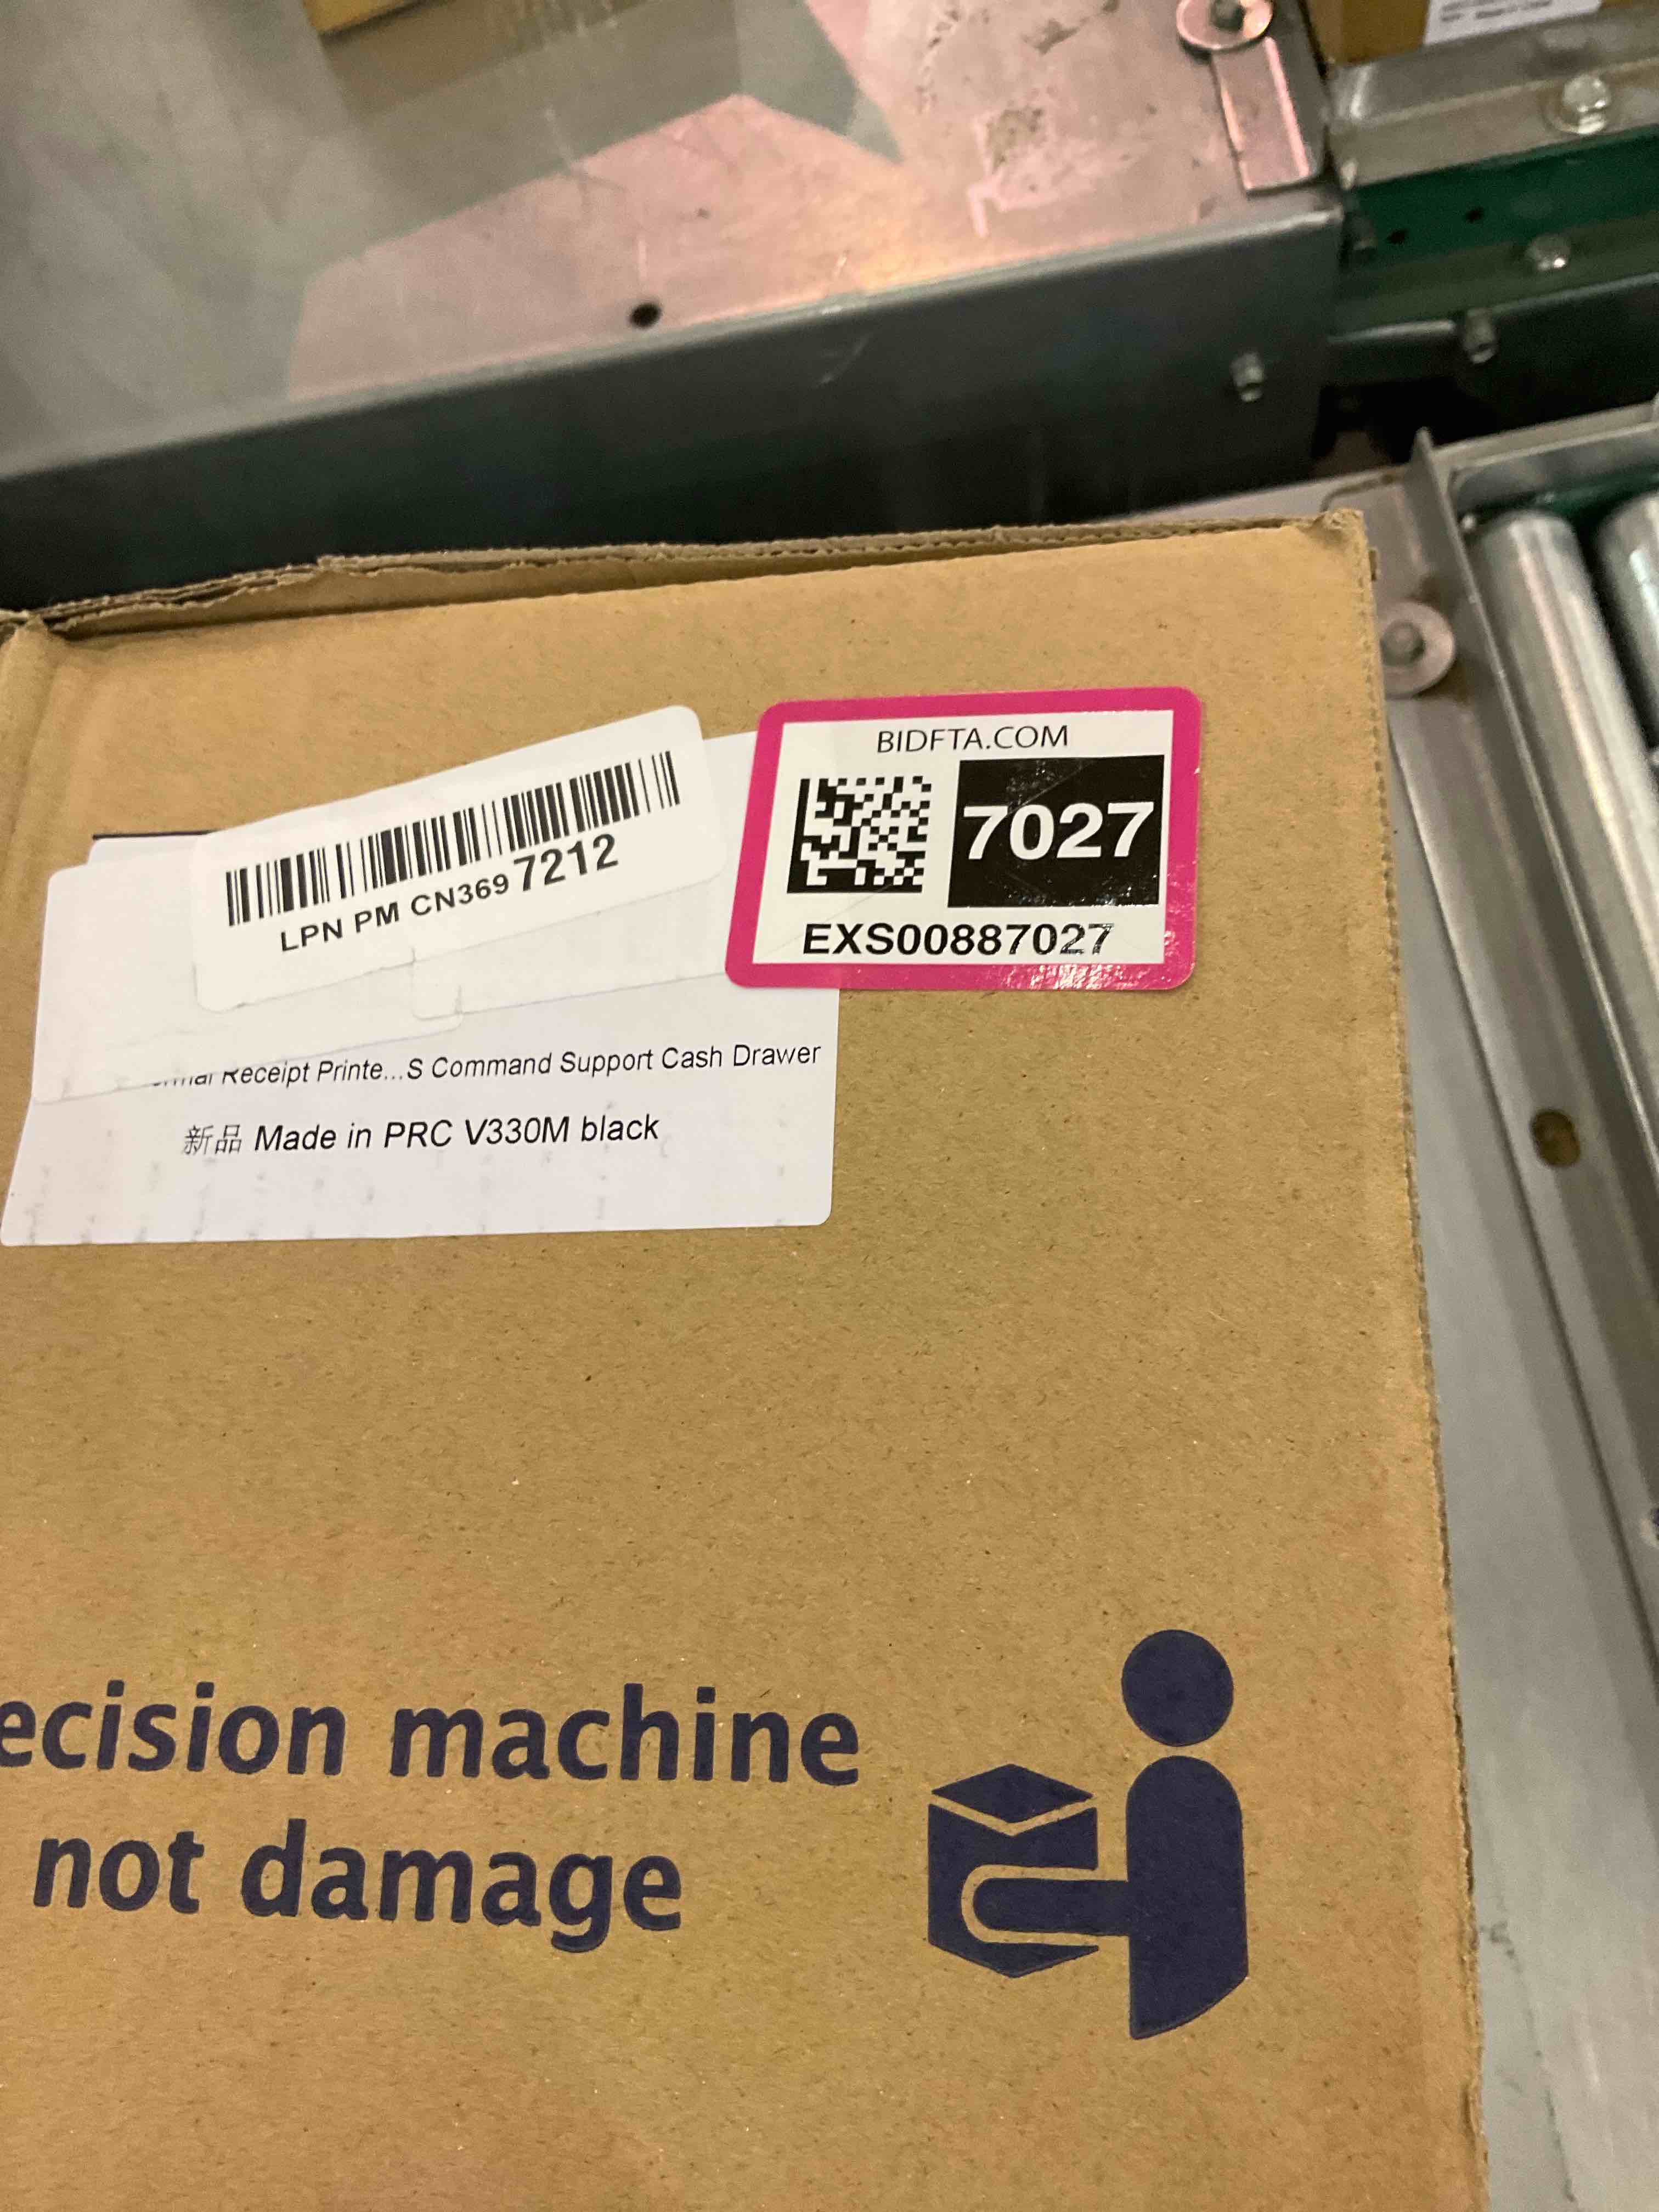 BIDFTA.COM
7027
EXS00887027
LPN PM CN369 7212
Receipt Printe...S Command Support Cash Drawer
新品 Made in PRC V330M black
ecision machine
not damage